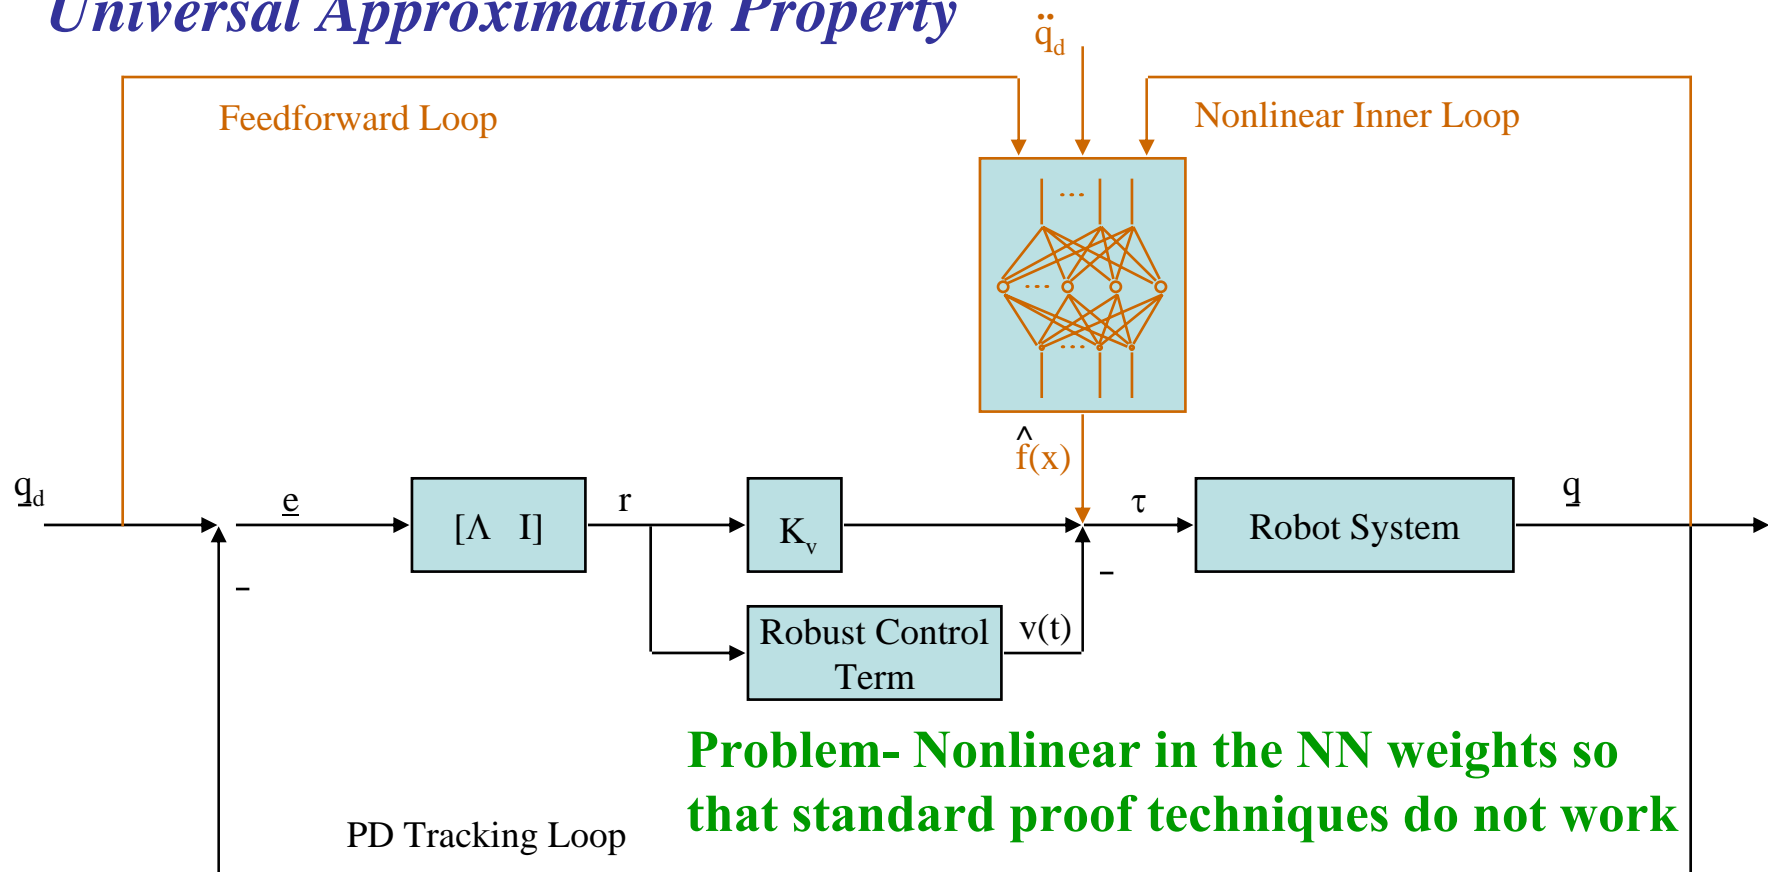 Universal Approximation Property
q̈d
Feedforward Loop
Nonlinear Inner Loop
f̂(x)
qd
e
[Λ I]
r
Kv
τ
Robot System
q
-
-
Robust Control
Term
v(t)
Problem- Nonlinear in the NN weights so
that standard proof techniques do not work
PD Tracking Loop